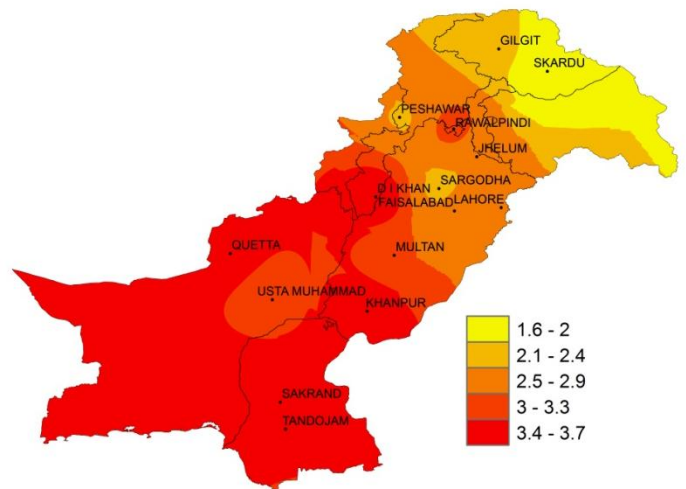 GILGIT
SKARDU
PESHAWAR
RAWALPINDI
JHELUM
SARGODHA
D I KHAN
FAISALABAD
LAHORE
QUETTA
MULTAN
USTA MUHAMMAD
KHANPUR
SAKRAND
TANDOJAM
1.6 - 2
2.1 - 2.4
2.5 - 2.9
3 - 3.3
3.4 - 3.7